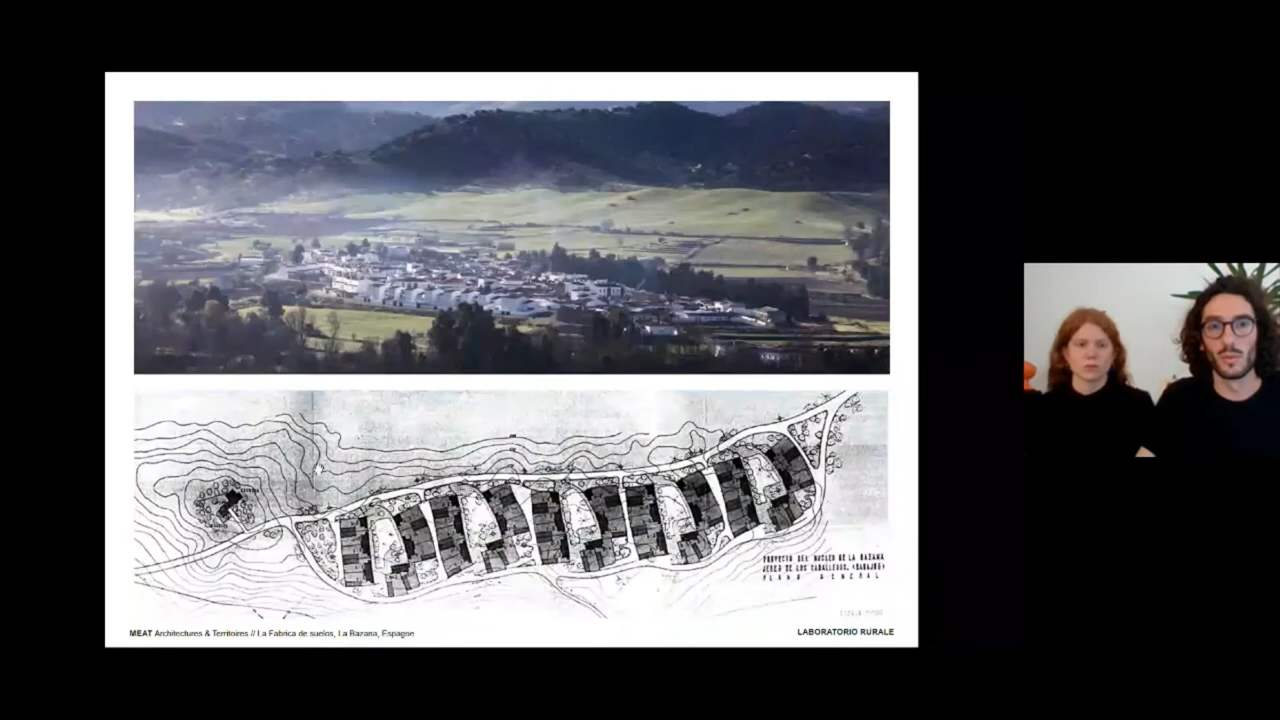 PROYECTO DEL NUCLEO DE LA BAZANA
JEREZ DE LOS CABALLEROS. (BADAJOZ)
PLANO GENERAL
MEAT Architectures & Territoires // La Fabrica de suelos, La Bazana, Espagne
LABORATORIO RURALE